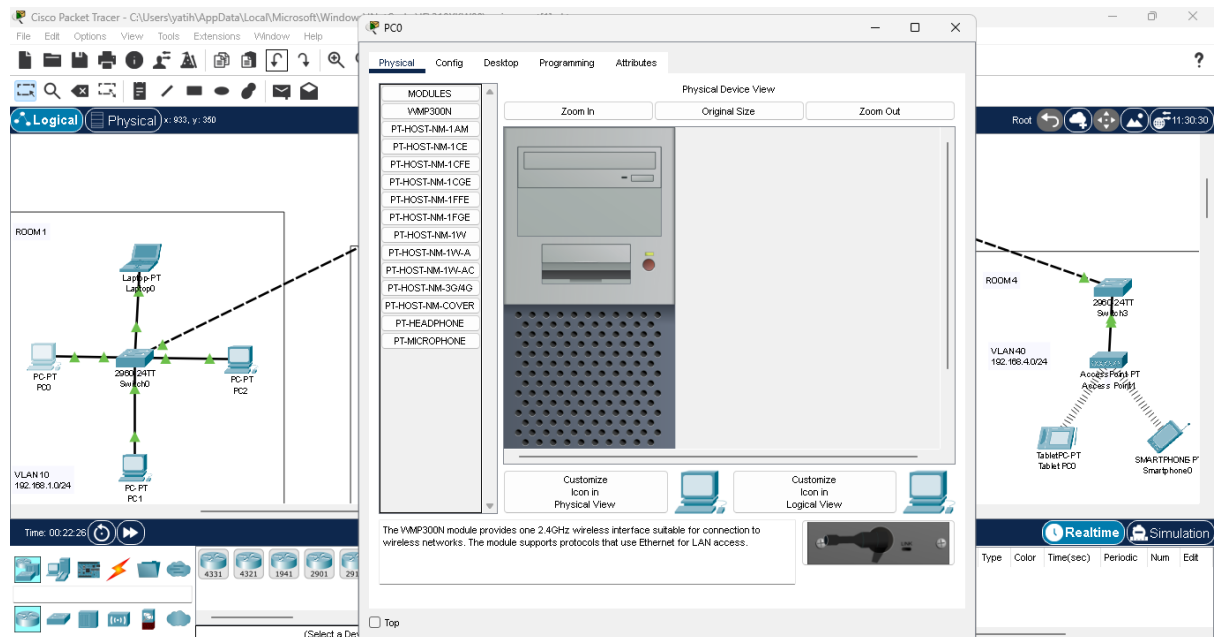 Cisco Packet Tracer - C:\Users\yatih\AppData\Local\Microsoft\Window
File Edit Options View Tools Extensions Window Help
PC0
Physical Config Desktop Programming Attributes
MODULES
WMP300N
PT-HOST-NM-1AM
PT-HOST-NM-1CE
PT-HOST-NM-1CFE
PT-HOST-NM-1CGE
PT-HOST-NM-1FFE
PT-HOST-NM-1FGE
PT-HOST-NM-1W
PT-HOST-NM-1W-A
PT-HOST-NM-1W-AC
PT-HOST-NM-3G/4G
PT-HOST-NM-COVER
PT-HEADPHONE
PT-MICROPHONE
Physical Device View
Zoom In Original Size Zoom Out
Customize
Icon in
Physical View
Customize
Icon in
Logical View
The WMP300N module provides one 2.4GHz wireless interface suitable for connection to
wireless networks. The module supports protocols that use Ethernet for LAN access.
LINK
Top
?
Logical Physical x: 933, y: 350
Root 11:30:30
ROOM1
Laptop-PT
Laptop0
PC-PT
PC0
2960-24TT
Switch0
PC-PT
PC2
VLAN10
192.168.1.0/24
PC-PT
PC1
ROOM4
2960-24TT
Switch3
VLAN40
192.168.4.0/24
AccessPoint-PT
Access Point1
TabletPC-PT
Tablet PC0
SMARTPHONE-P
Smartphone0
Time: 00:22:26
Realtime Simulation
4331 4321 1941 2901 291
(Select a De
Type Color Time(sec) Periodic Num Edit